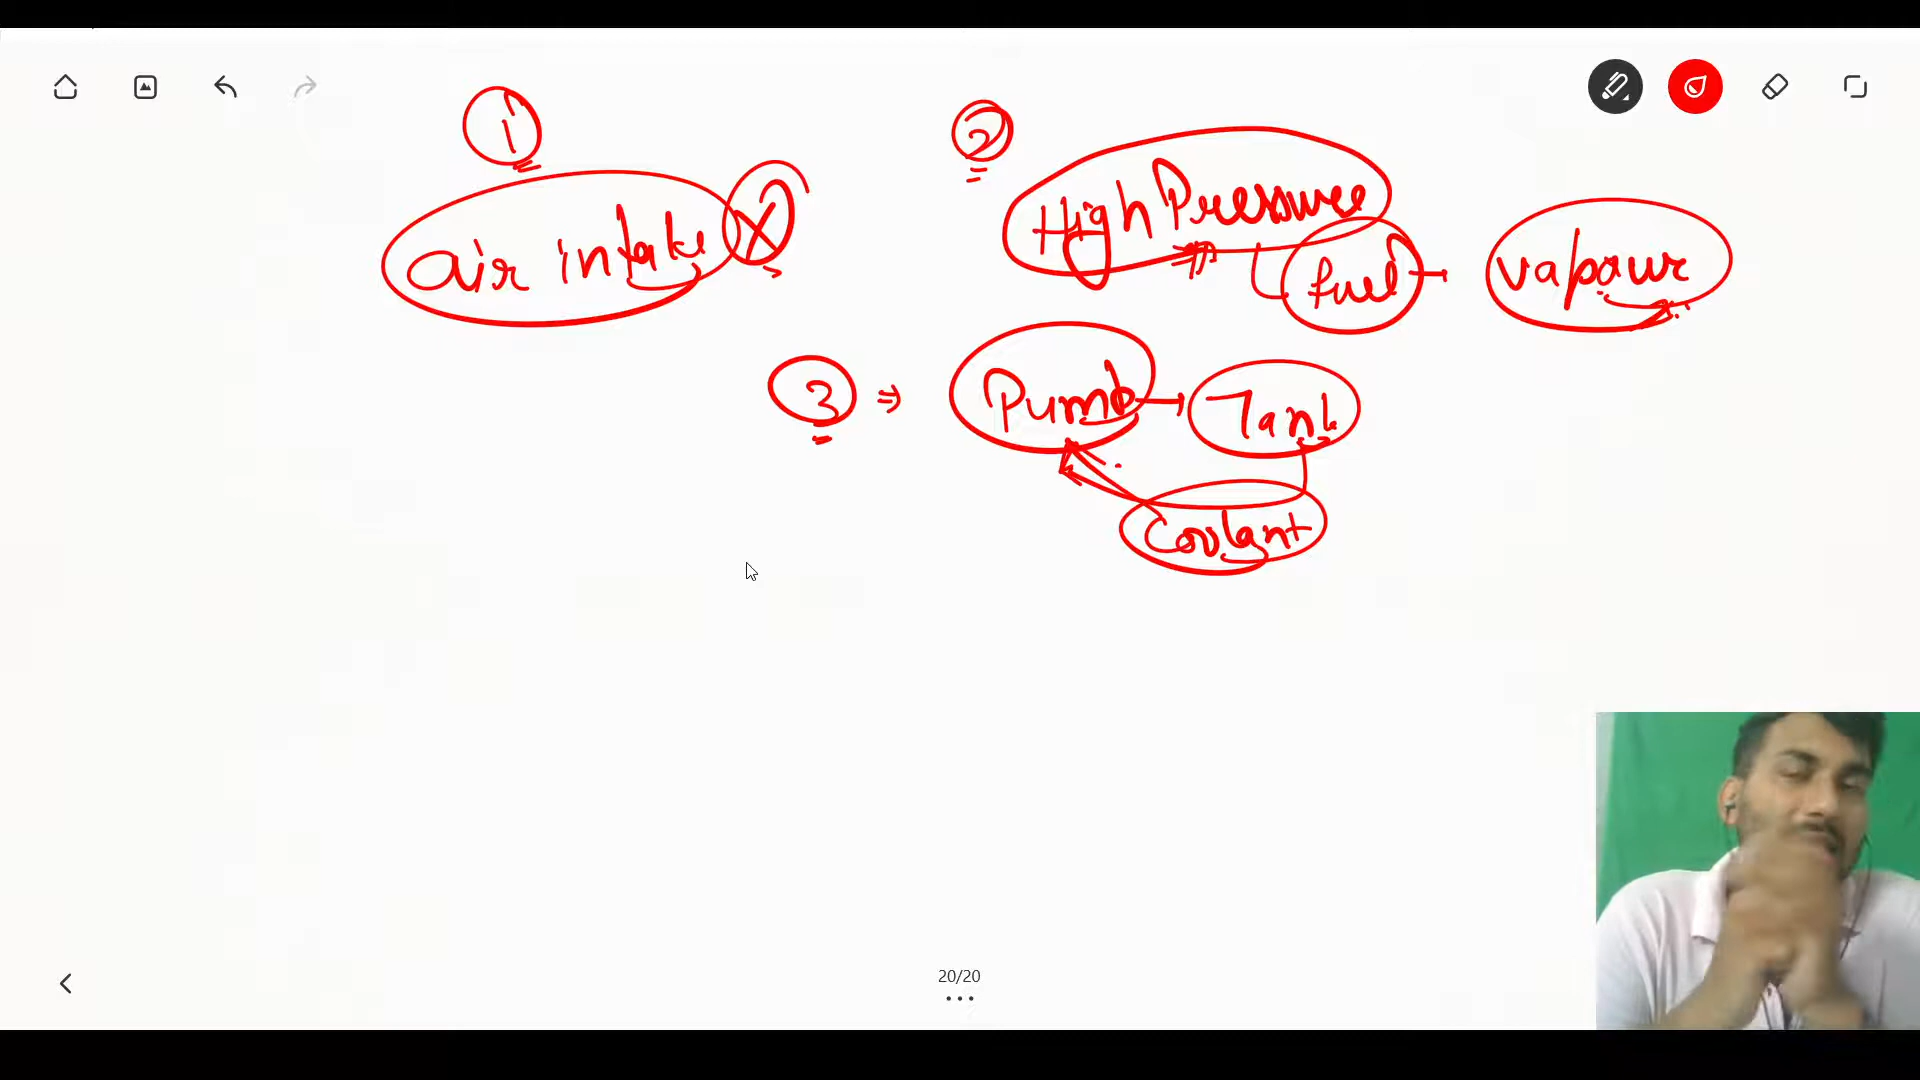 1
air intake X
2
High Pressure
fuel → vapour
3 ⇒ Pump → Tank
Coolant
20/20